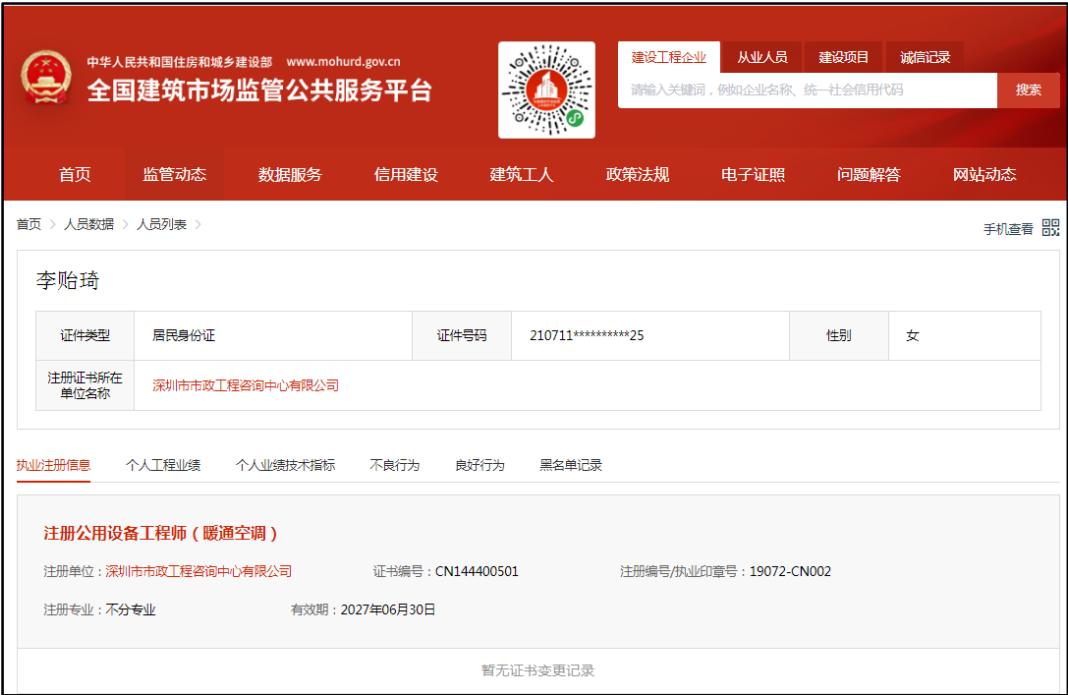 中华人民共和国住房和城乡建设部 www.mohurd.gov.cn
全国建筑市场监管公共服务平台
建设工程企业 从业人员 建设项目 诚信记录
请输入关键词，例如企业名称、统一社会信用代码 搜索
首页 监管动态 数据服务 信用建设 建筑工人 政策法规 电子证照 问题解答 网站动态
首页 > 人员数据 > 人员列表 >
手机查看
李贻琦
证件类型 居民身份证 证件号码 210711**********25 性别 女
注册证书所在
单位名称
深圳市市政工程咨询中心有限公司
执业注册信息 个人工程业绩 个人业绩技术指标 不良行为 良好行为 黑名单记录
注册公用设备工程师（暖通空调）
注册单位：深圳市市政工程咨询中心有限公司 证书编号：CN144400501 注册编号/执业印章号：19072-CN002
注册专业：不分专业 有效期：2027年06月30日
暂无证书变更记录